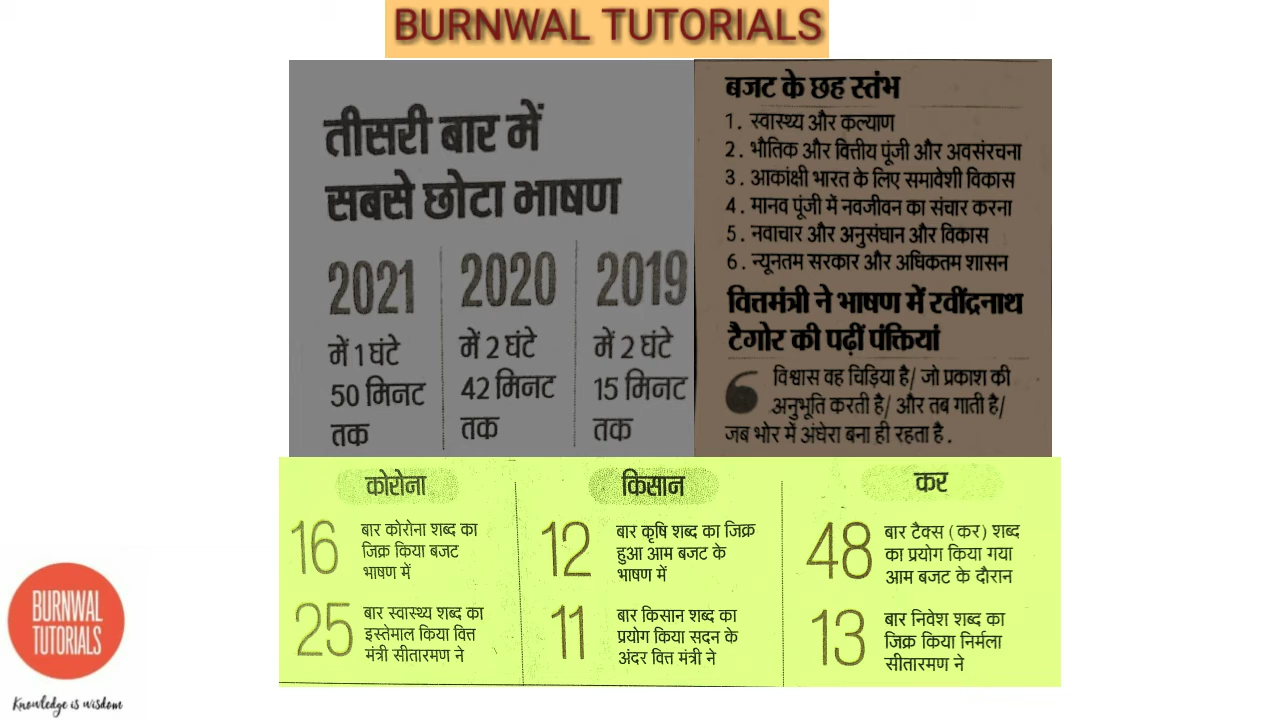 BURNWAL TUTORIALS
तीसरी बार में
सबसे छोटा भाषण
2021
में 1 घंटे
50 मिनट
तक
2020
में 2 घंटे
42 मिनट
तक
2019
में 2 घंटे
15 मिनट
तक
बजट के छह स्तंभ
1. स्वास्थ्य और कल्याण
2. भौतिक और वित्तीय पूंजी और अवसंरचना
3. आकांक्षी भारत के लिए समावेशी विकास
4. मानव पूंजी में नवजीवन का संचार करना
5. नवाचार और अनुसंधान और विकास
6. न्यूनतम सरकार और अधिकतम शासन
वित्तमंत्री ने भाषण में रवींद्रनाथ
टैगोर की पढ़ीं पंक्तियां
विश्वास वह चिड़िया है/ जो प्रकाश की
अनुभूति करती है/ और तब गाती है/
जब भोर में अंधेरा बना ही रहता है.
कोरोना
16
बार कोरोना शब्द का
जिक्र किया बजट
भाषण में
25
बार स्वास्थ्य शब्द का
इस्तेमाल किया वित्त
मंत्री सीतारमण ने
किसान
12
बार कृषि शब्द का जिक्र
हुआ आम बजट के
भाषण में
11
बार किसान शब्द का
प्रयोग किया सदन के
अंदर वित्त मंत्री ने
कर
48
बार टैक्स (कर) शब्द
का प्रयोग किया गया
आम बजट के दौरान
13
बार निवेश शब्द का
जिक्र किया निर्मला
सीतारमण ने
BURNWAL
TUTORIALS
Knowledge is wisdom